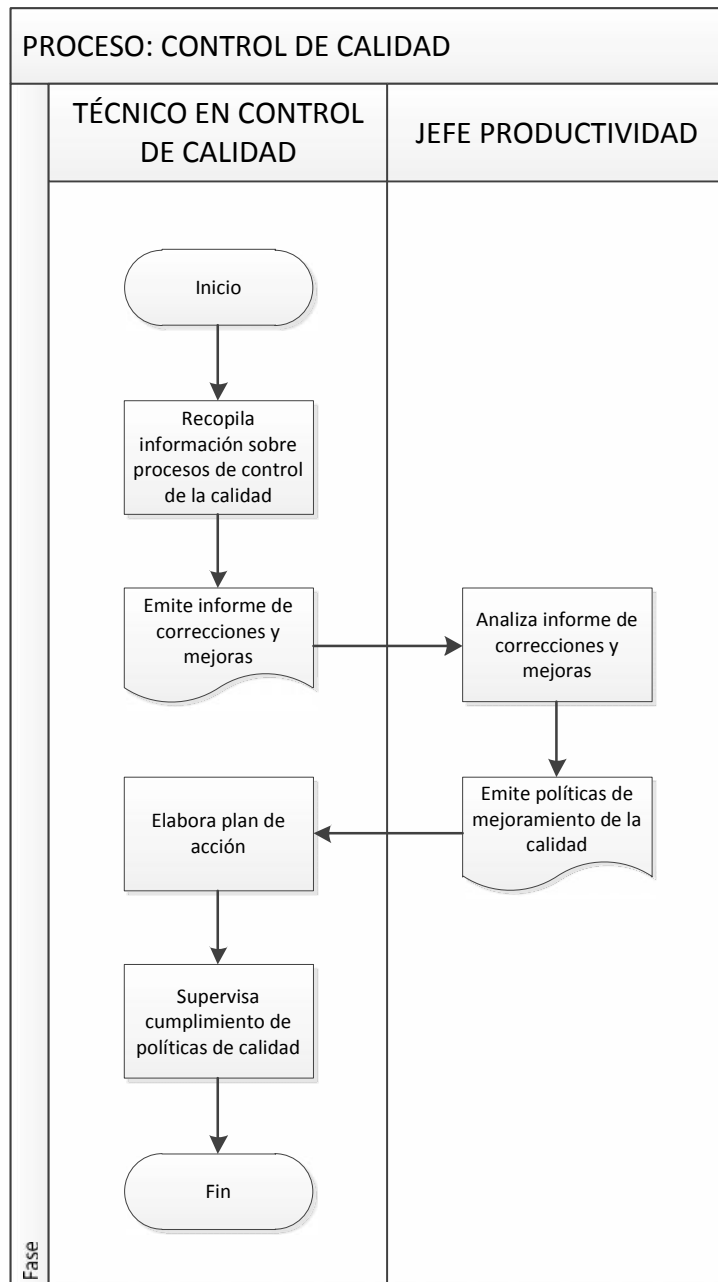 PROCESO: CONTROL DE CALIDAD
TÉCNICO EN CONTROL
DE CALIDAD
JEFE PRODUCTIVIDAD
Inicio
Recopila
información sobre
procesos de control
de la calidad
Emite informe de
correcciones y
mejoras
Analiza informe de
correcciones y
mejoras
Emite políticas de
mejoramiento de la
calidad
Elabora plan de
acción
Supervisa
cumplimiento de
políticas de calidad
Fin
Fase